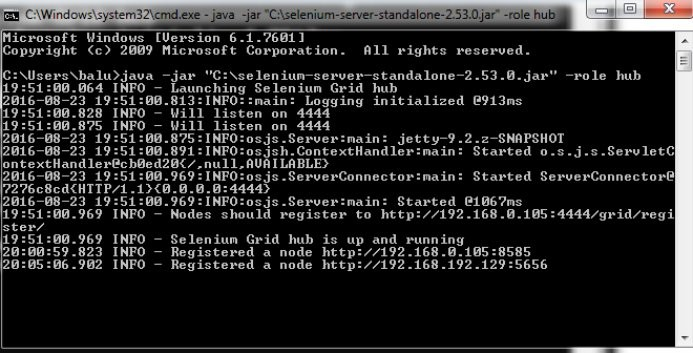 C:\Windows\system32\cmd.exe - java -jar "C:\selenium-server-standalone-2.53.0.jar" -role hub
Microsoft Windows [Version 6.1.7601]
Copyright (c) 2009 Microsoft Corporation.  All rights reserved.
C:\Users\balu>java -jar "C:\selenium-server-standalone-2.53.0.jar" -role hub
19:51:00.064 INFO - Launching Selenium Grid hub
2016-08-23 19:51:00.813:INFO::main: Logging initialized @913ms
19:51:00.828 INFO - Will listen on 4444
19:51:00.875 INFO - Will listen on 4444
2016-08-23 19:51:00.875:INFO:osjs.Server:main: jetty-9.2.z-SNAPSHOT
2016-08-23 19:51:00.891:INFO:osjsh.ContextHandler:main: Started o.s.j.s.ServletC
ontextHandler@cb0ed20{/,null,AVAILABLE}
2016-08-23 19:51:00.969:INFO:osjs.ServerConnector:main: Started ServerConnector@
7276c8cd{HTTP/1.1}{0.0.0.0:4444}
2016-08-23 19:51:00.969:INFO:osjs.Server:main: Started @1067ms
19:51:00.969 INFO - Nodes should register to http://192.168.0.105:4444/grid/regi
ster/
19:51:00.969 INFO - Selenium Grid hub is up and running
20:00:59.823 INFO - Registered a node http://192.168.0.105:8585
20:05:06.902 INFO - Registered a node http://192.168.192.129:5656